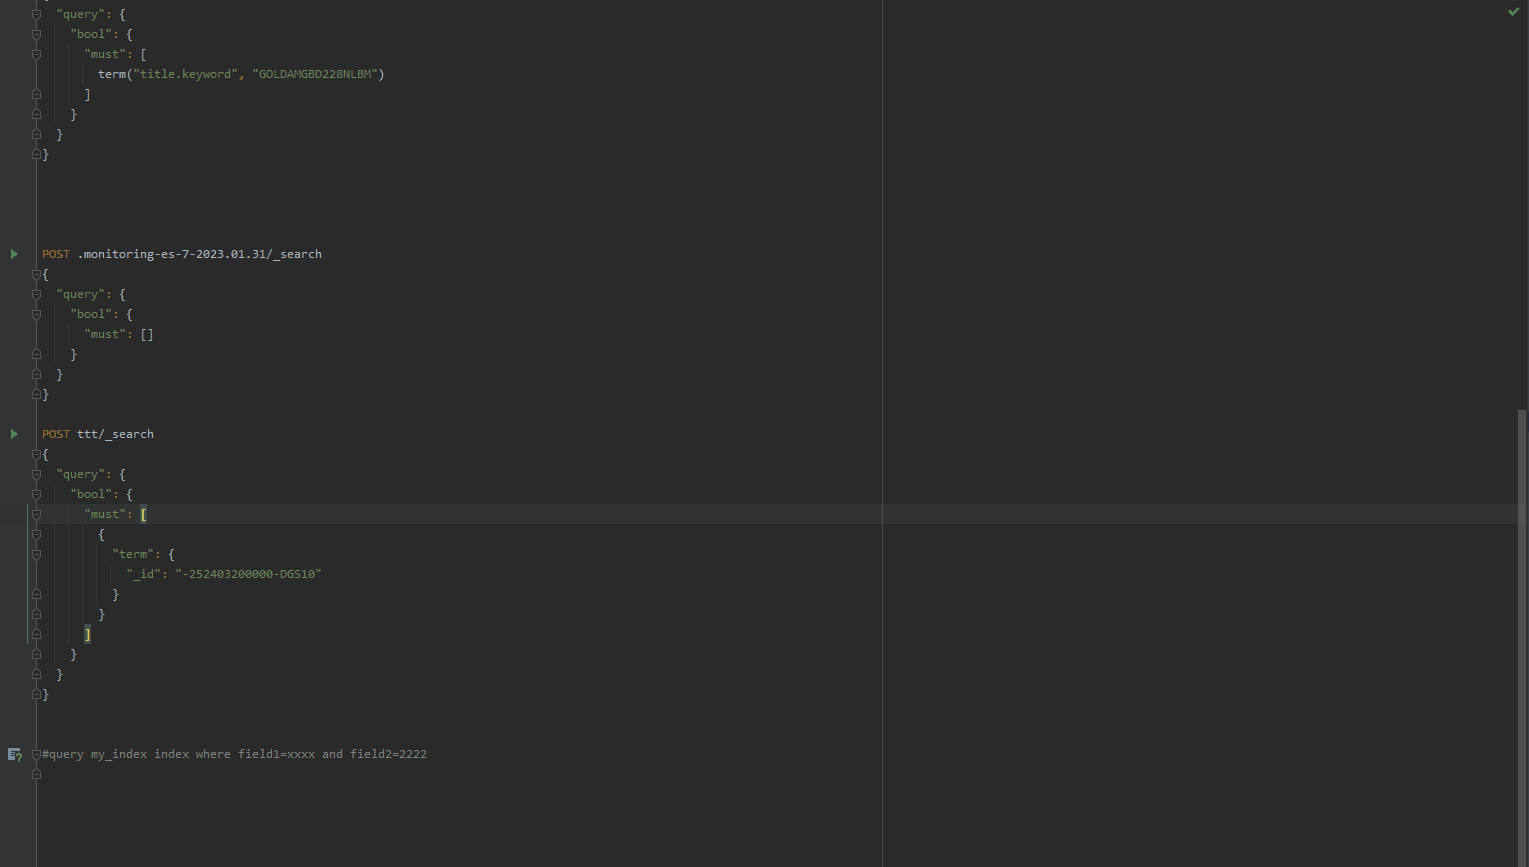 "query": {
"bool": {
"must": [
term("title.keyword", "GOLDAMGBD228NLBM")
]
}
}
}
POST .monitoring-es-7-2023.01.31/_search
{
"query": {
"bool": {
"must": []
}
}
}
POST ttt/_search
{
"query": {
"bool": {
"must": [
{
"term": {
"_id": "-252403200000-DGS10"
}
}
]
}
}
}
#query my_index index where field1=xxxx and field2=2222